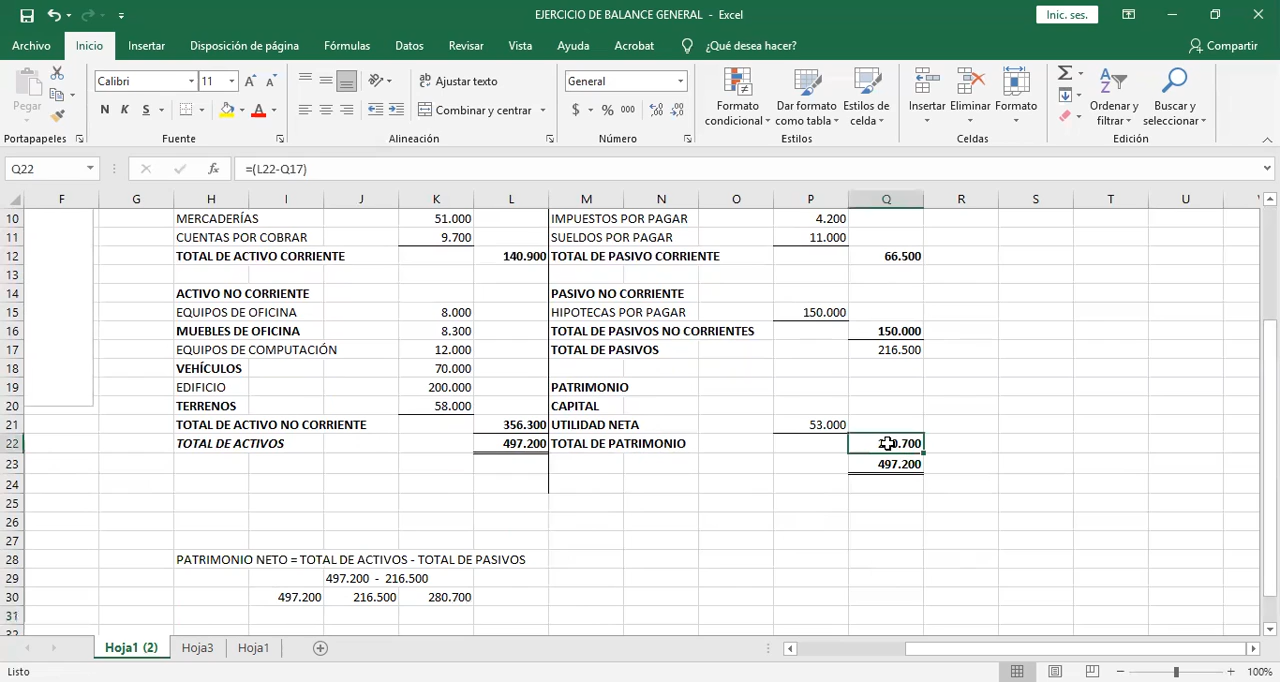 EJERCICIO DE BALANCE GENERAL - Excel
Inic. ses.
Archivo Inicio Insertar Disposición de página Fórmulas Datos Revisar Vista Ayuda Acrobat ¿Qué desea hacer? Compartir
Pegar
Calibri 11
N K S
Ajustar texto
Combinar y centrar
General
$ % 000
Formato condicional
Dar formato como tabla
Estilos de celda
Insertar
Eliminar
Formato
Ordenar y filtrar
Buscar y seleccionar
Portapapeles Fuente Alineación Número Estilos Celdas Edición
Q22 fx =(L22-Q17)
F G H I J K L M N O P Q R S T U
10 MERCADERÍAS 51.000 IMPUESTOS POR PAGAR 4.200
11 CUENTAS POR COBRAR 9.700 SUELDOS POR PAGAR 11.000
12 TOTAL DE ACTIVO CORRIENTE 140.900 TOTAL DE PASIVO CORRIENTE 66.500
13
14 ACTIVO NO CORRIENTE PASIVO NO CORRIENTE
15 EQUIPOS DE OFICINA 8.000 HIPOTECAS POR PAGAR 150.000
16 MUEBLES DE OFICINA 8.300 TOTAL DE PASIVOS NO CORRIENTES 150.000
17 EQUIPOS DE COMPUTACIÓN 12.000 TOTAL DE PASIVOS 216.500
18 VEHÍCULOS 70.000
19 EDIFICIO 200.000 PATRIMONIO
20 TERRENOS 58.000 CAPITAL
21 TOTAL DE ACTIVO NO CORRIENTE 356.300 UTILIDAD NETA 53.000
22 TOTAL DE ACTIVOS 497.200 TOTAL DE PATRIMONIO
23 497.200
24
25
26
27
28 PATRIMONIO NETO = TOTAL DE ACTIVOS - TOTAL DE PASIVOS
29 497.200 - 216.500
30 497.200 216.500 280.700
31
32
Hoja1 (2) Hoja3 Hoja1
Listo
100%